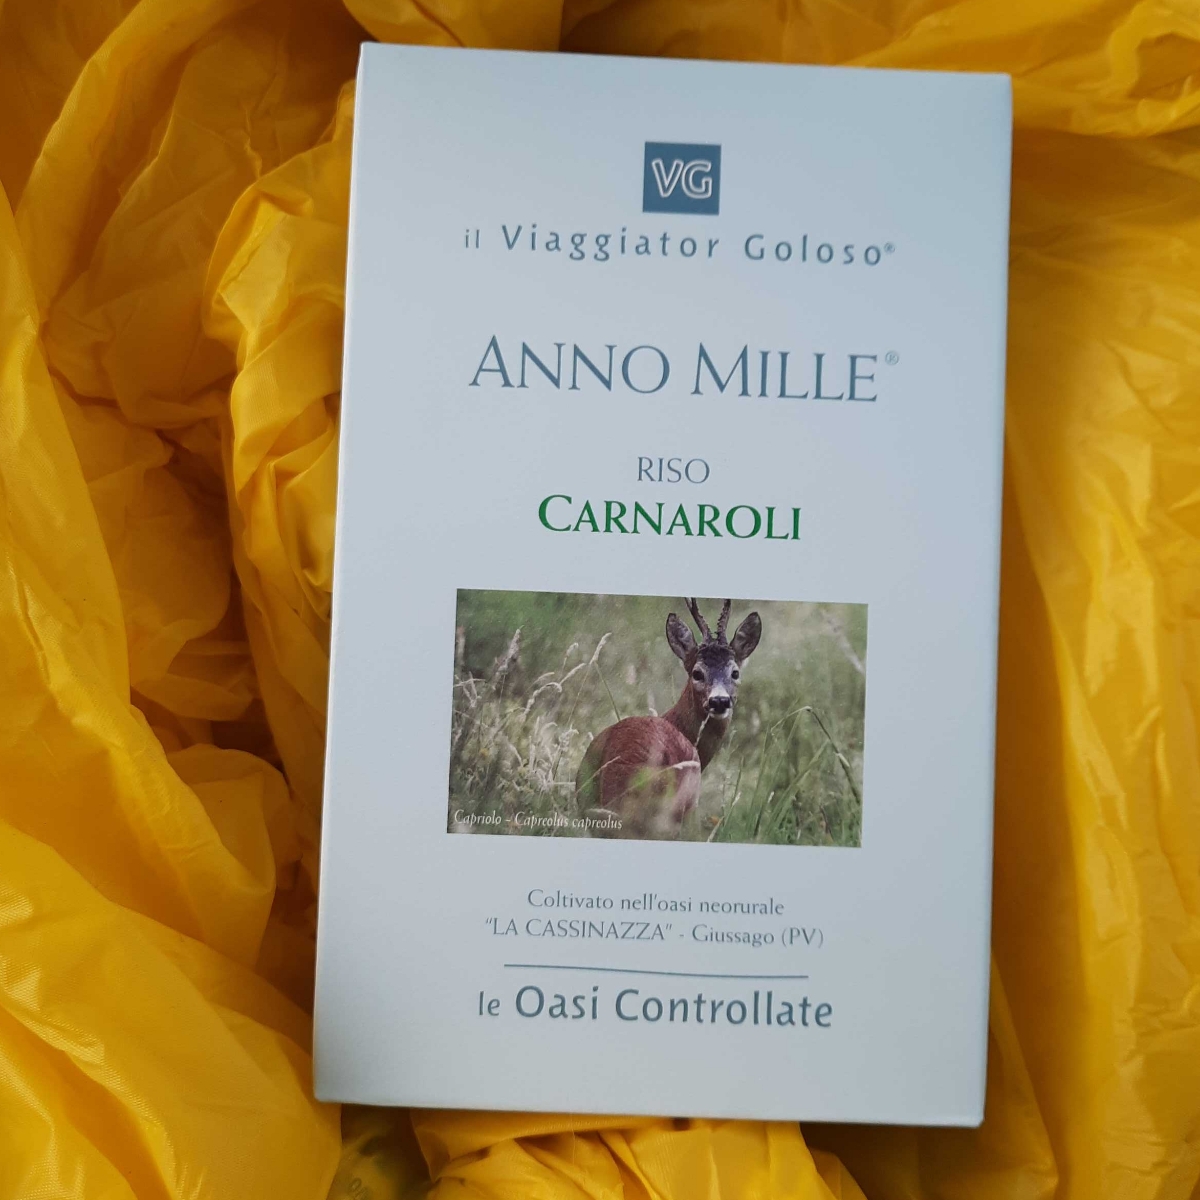 VG
il Viaggiator Goloso®
ANNO MILLE®
RISO
CARNAROLI
Capriolo - Capreolus capreolus
Coltivato nell'oasi neorurale
"LA CASSINAZZA" - Giussago (PV)
le Oasi Controllate